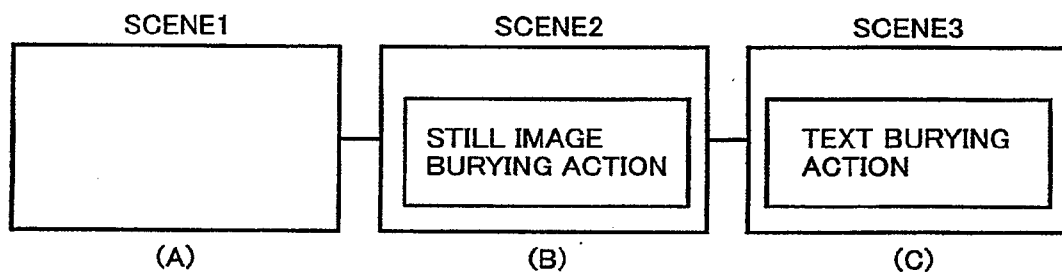 SCENE1
SCENE2
SCENE3
STILL IMAGE
BURYING ACTION
TEXT BURYING
ACTION
(A)
(B)
(C)